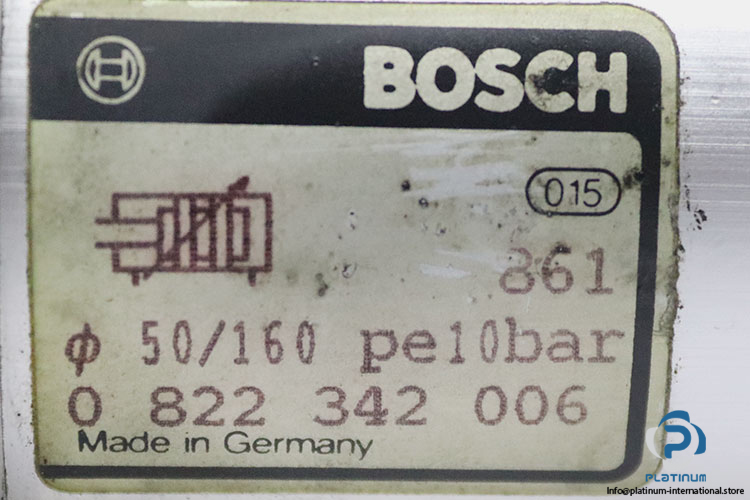 BOSCH
015
861
ϕ 50/160 pe10bar
0 822 342 006
Made in Germany
PLATINUM
Info@platinum-international.store